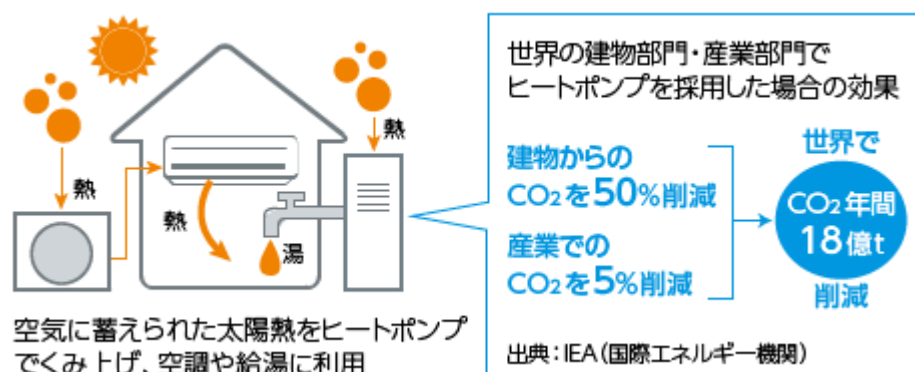 熱
熱
熱
湯
空気に蓄えられた太陽熱をヒートポンプ
でくみ上げ、空調や給湯に利用
世界の建物部門・産業部門で
ヒートポンプを採用した場合の効果
建物からの
CO2を50%削減
産業での
CO2を5%削減
世界で
CO2年間
18億t
削減
出典:IEA(国際エネルギー機関)